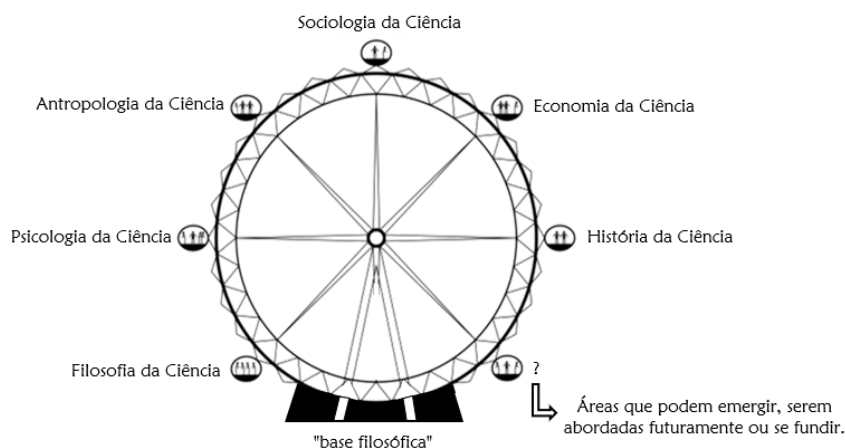 Sociologia da Ciência
Antropologia da Ciência
Economia da Ciência
Psicologia da Ciência
História da Ciência
Filosofia da Ciência
?
Áreas que podem emergir, serem
abordadas futuramente ou se fundir.
"base filosófica"